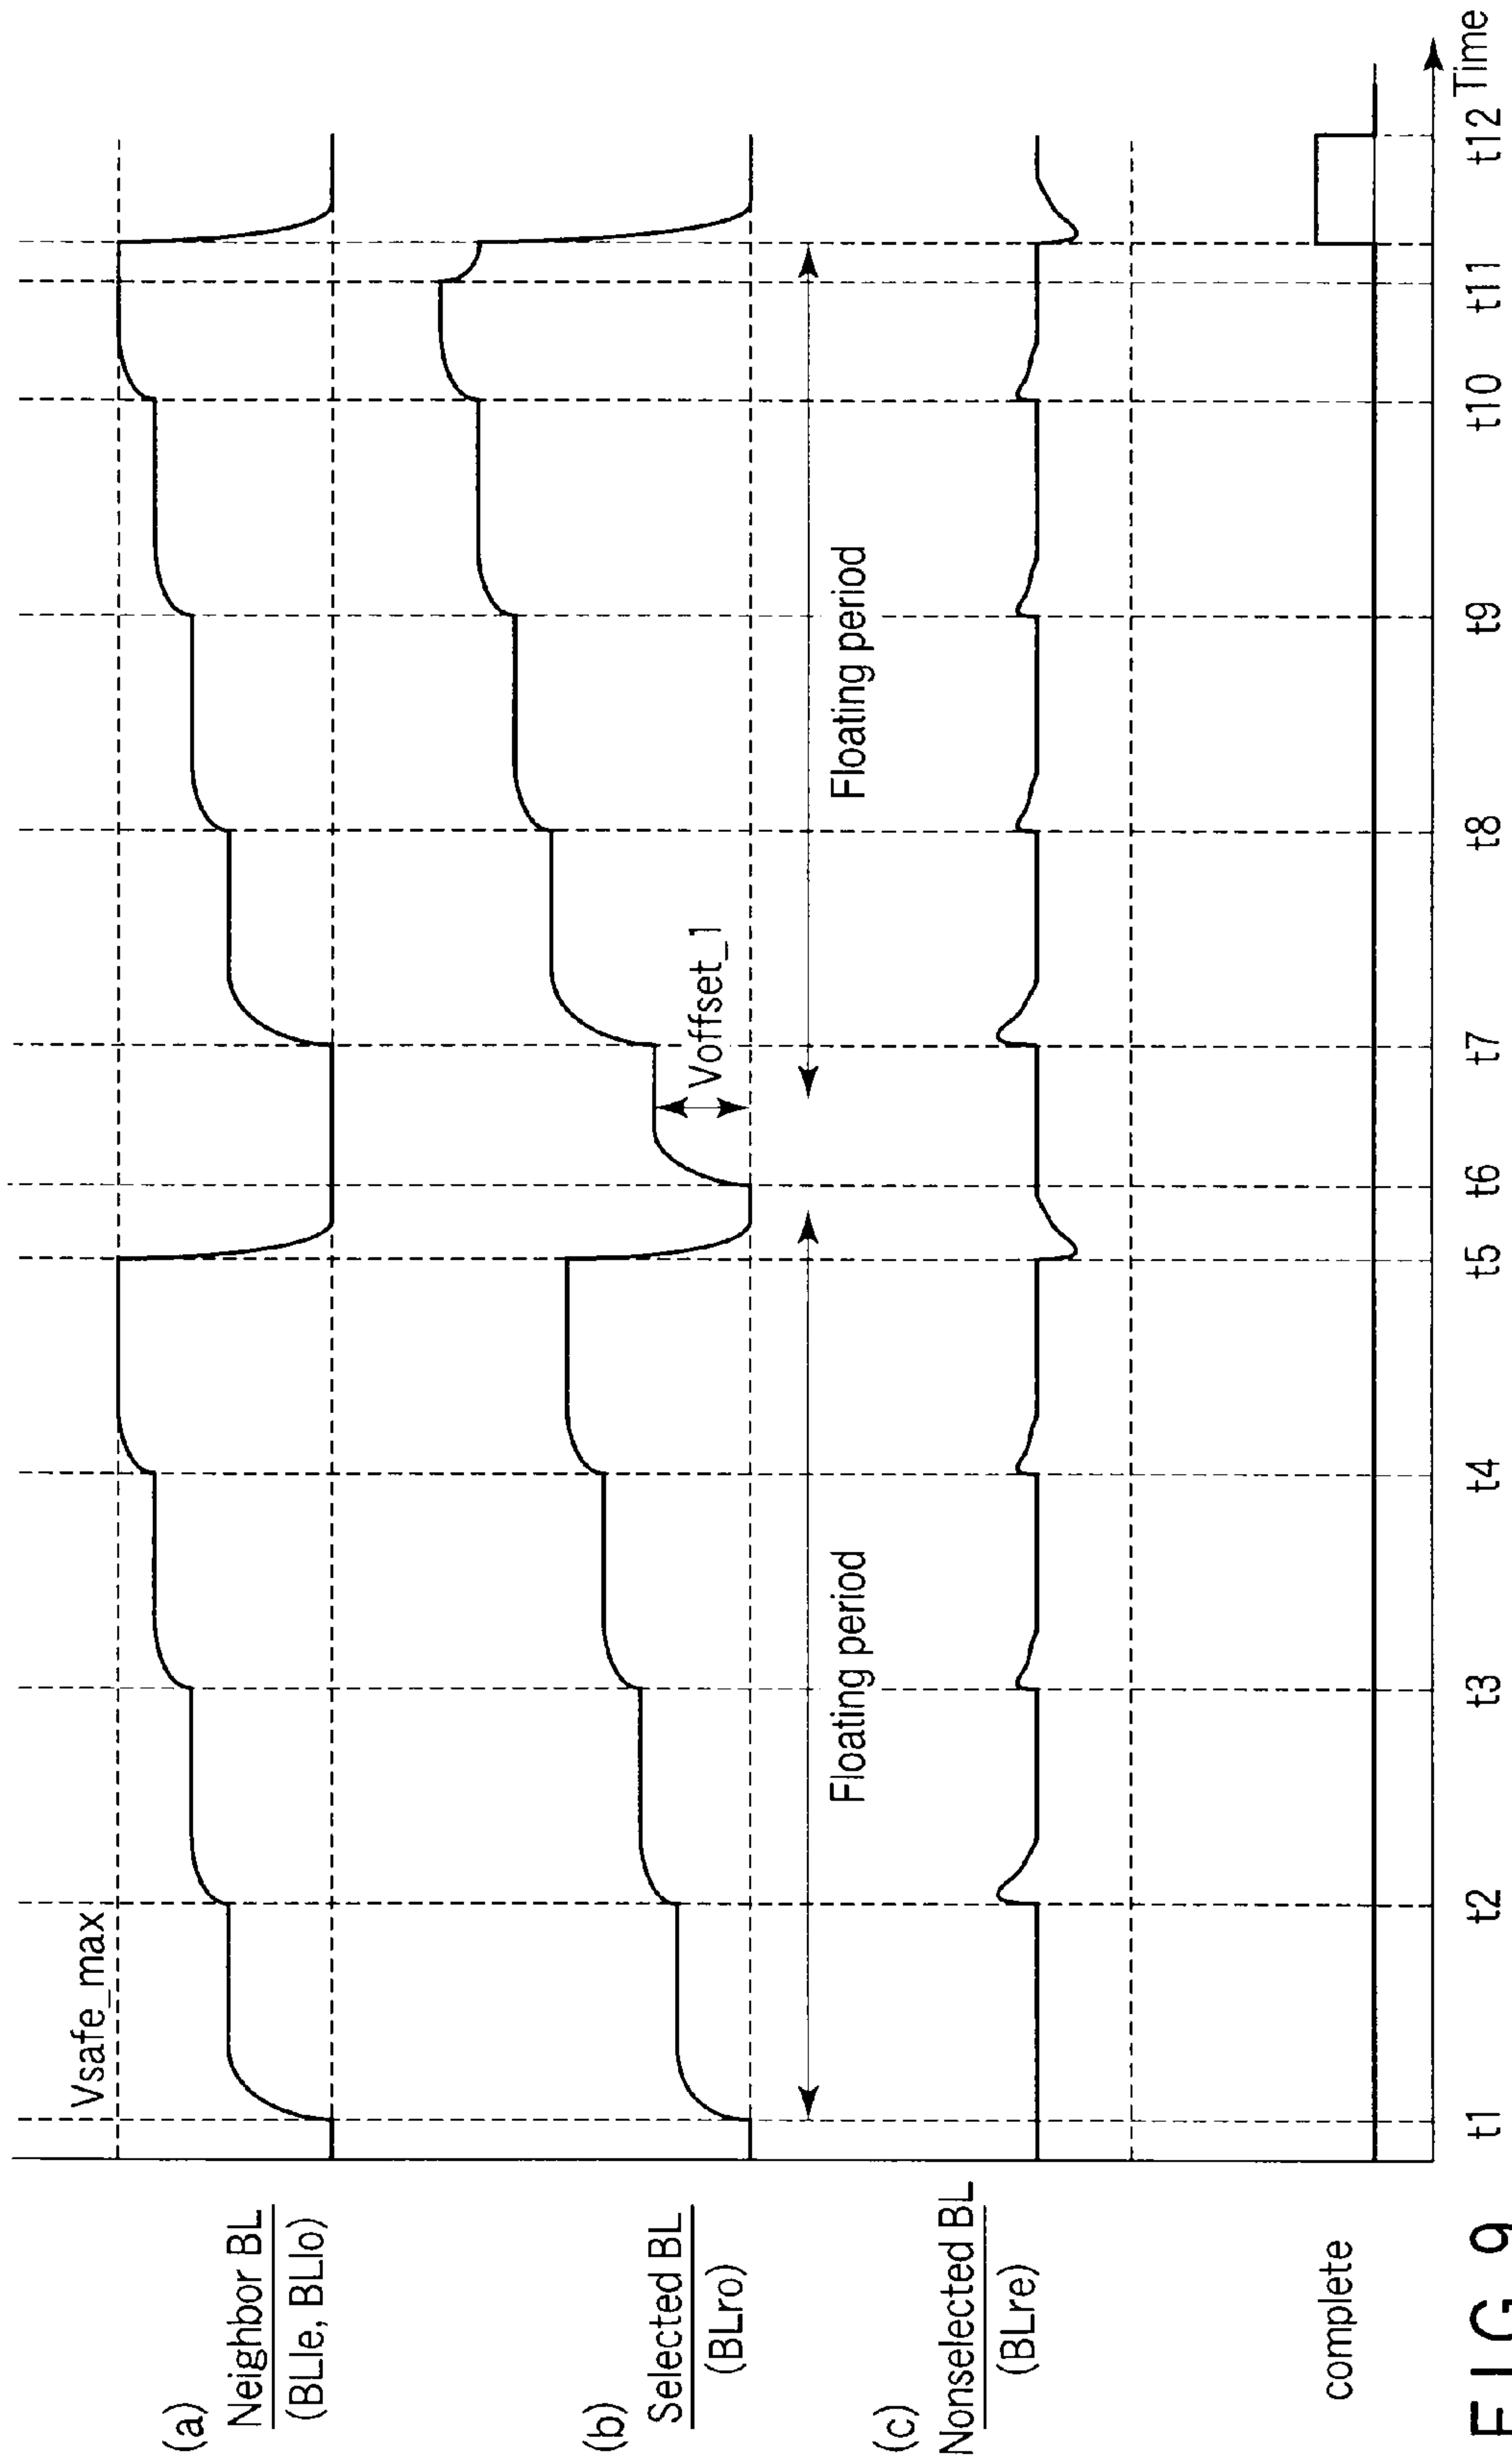 (a)
Neighbor BL
(BLle, BLlo)
Vsafe_max
(b)
Selected BL
(BLro)
Voffset_1
Floating period
Floating period
(c)
Nonselected BL
(BLre)
complete
t1 t2 t3 t4 t5 t6 t7 t8 t9 t10 t11 t12 Time
FIG. 9